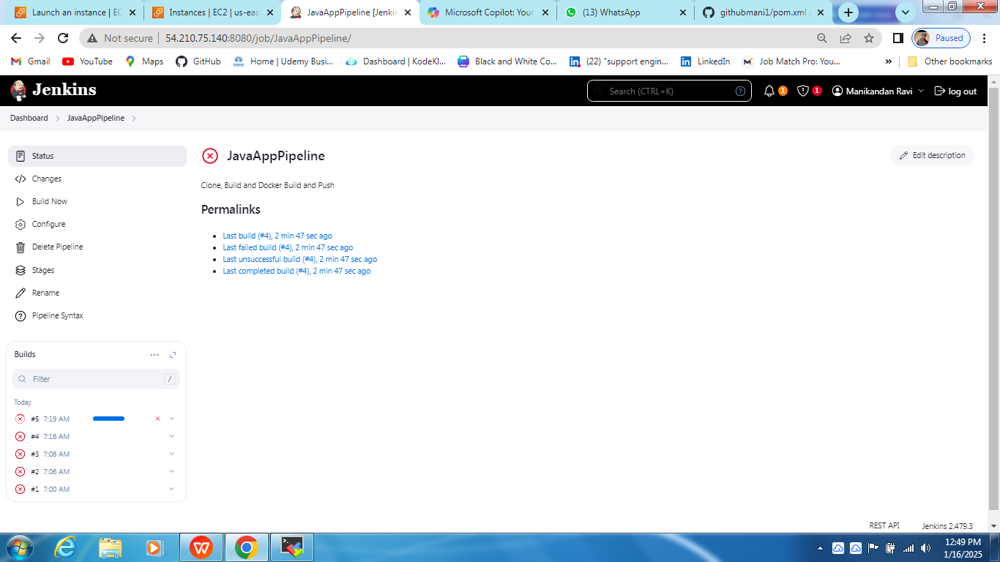 Launch an instance | EC
Instances | EC2 | us-eas
JavaAppPipeline [Jenkin
Microsoft Copilot: Your
(13) WhatsApp
githubmani1/pom.xml a
Not secure
54.210.75.140:8080/job/JavaAppPipeline/
Paused
Gmail
YouTube
Maps
GitHub
TATA
Home | Udemy Busi...
Dashboard | KodeKl...
Black and White Co...
(22) "support engin...
LinkedIn
Job Match Pro: You...
Other bookmarks
Jenkins
Search (CTRL+K)
1
1
Manikandan Ravi
log out
Dashboard
JavaAppPipeline
Status
Changes
Build Now
Configure
Delete Pipeline
Stages
Rename
Pipeline Syntax
JavaAppPipeline
Edit description
Clone, Build and Docker Build and Push
Permalinks
Last build (#4), 2 min 47 sec ago
Last failed build (#4), 2 min 47 sec ago
Last unsuccessful build (#4), 2 min 47 sec ago
Last completed build (#4), 2 min 47 sec ago
Builds
Filter
/
Today
#5 7:19 AM
#4 7:16 AM
#3 7:08 AM
#2 7:06 AM
#1 7:00 AM
REST API
Jenkins 2.479.3
12:49 PM
1/16/2025